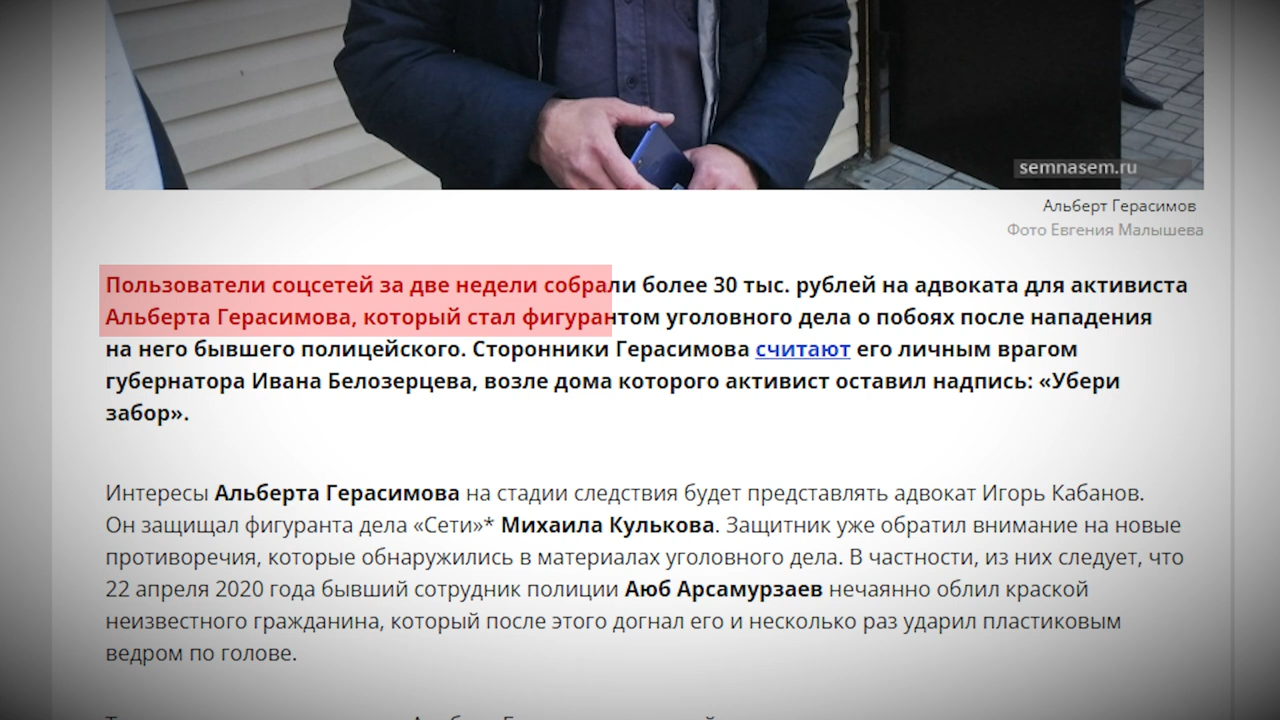 semnasem.ru
Альберт Герасимов
Фото Евгения Малышева
Пользователи соцсетей за две недели собрали более 30 тыс. рублей на адвоката для активиста
Альберта Герасимова, который стал фигурантом уголовного дела о побоях после нападения
на него бывшего полицейского. Сторонники Герасимова считают его личным врагом
губернатора Ивана Белозерцева, возле дома которого активист оставил надпись: «Убери
забор».
Интересы Альберта Герасимова на стадии следствия будет представлять адвокат Игорь Кабанов.
Он защищал фигуранта дела «Сети»* Михаила Кулькова. Защитник уже обратил внимание на новые
противоречия, которые обнаружились в материалах уголовного дела. В частности, из них следует, что
22 апреля 2020 года бывший сотрудник полиции Аюб Арсамурзаев нечаянно облил краской
неизвестного гражданина, который после этого догнал его и несколько раз ударил пластиковым
ведром по голове.